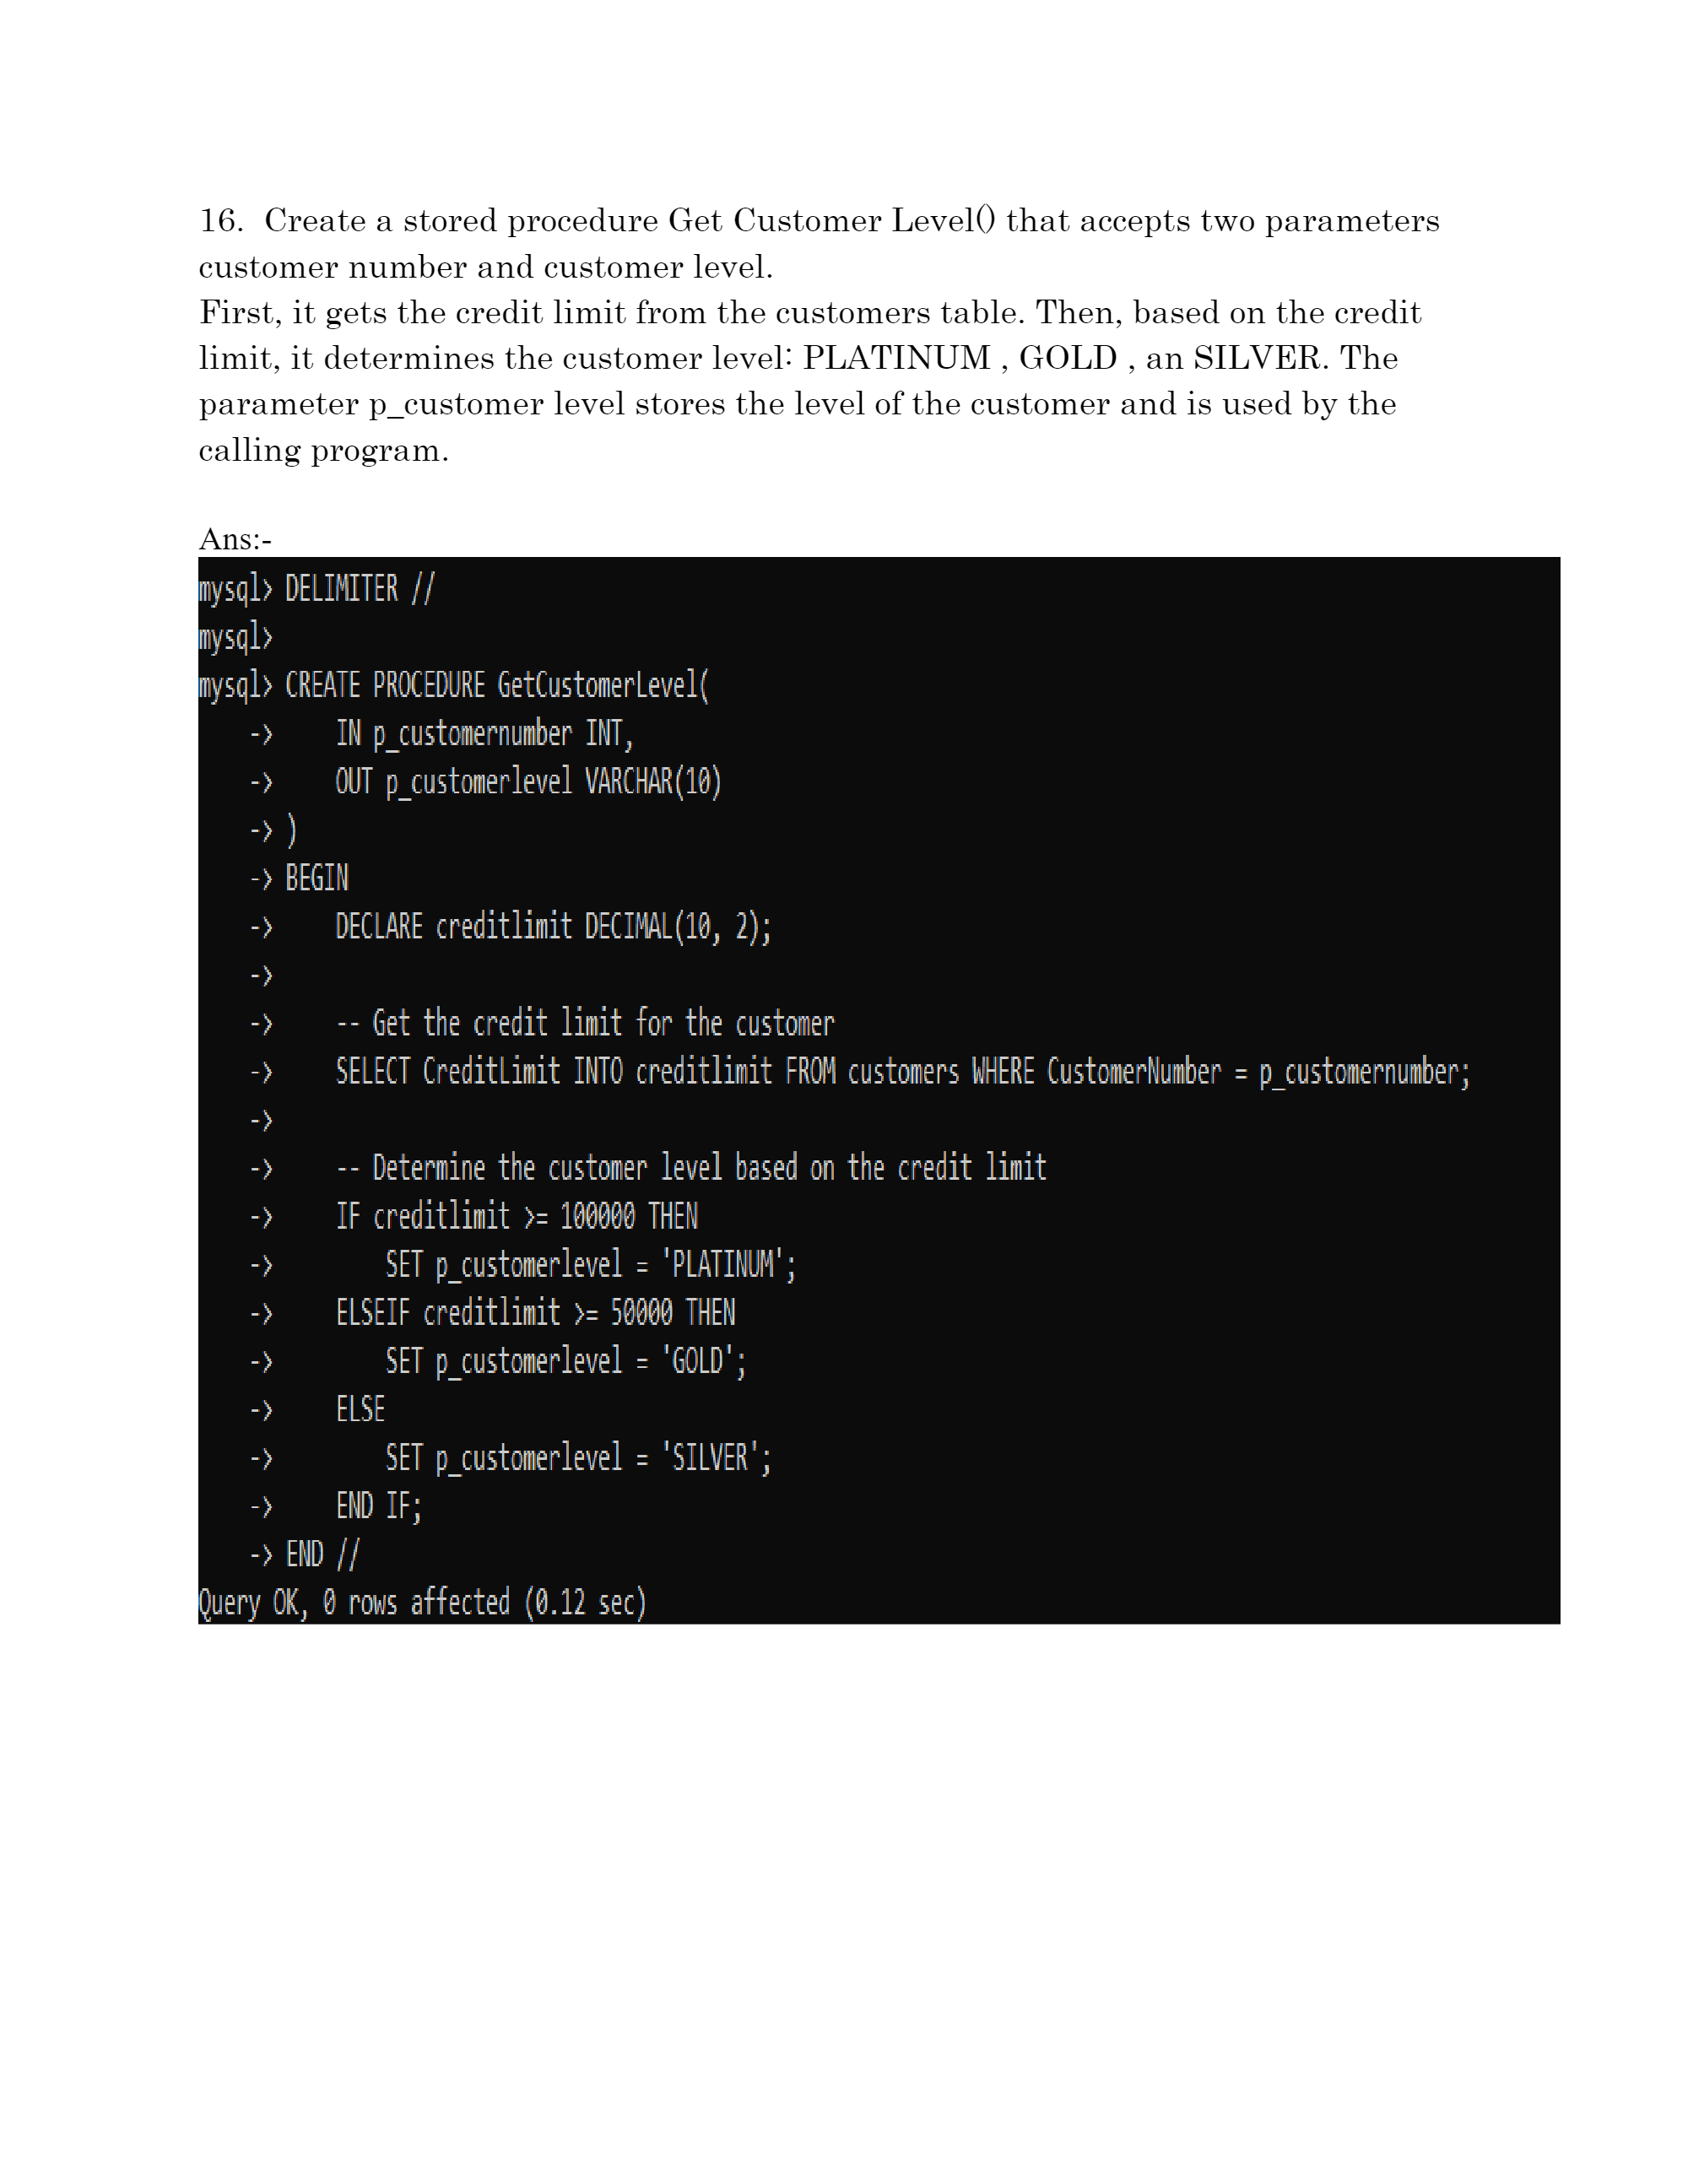 16.  Create a stored procedure Get Customer Level() that accepts two parameters
customer number and customer level.
First, it gets the credit limit from the customers table. Then, based on the credit
limit, it determines the customer level: PLATINUM , GOLD , an SILVER. The
parameter p_customer level stores the level of the customer and is used by the
calling program.
Ans:-
mysql> DELIMITER //
mysql>
mysql> CREATE PROCEDURE GetCustomerLevel(
    ->     IN p_customernumber INT,
    ->     OUT p_customerlevel VARCHAR(10)
    -> )
    -> BEGIN
    ->     DECLARE creditlimit DECIMAL(10, 2);
    ->
    ->     -- Get the credit limit for the customer
    ->     SELECT CreditLimit INTO creditlimit FROM customers WHERE CustomerNumber = p_customernumber;
    ->
    ->     -- Determine the customer level based on the credit limit
    ->     IF creditlimit >= 100000 THEN
    ->         SET p_customerlevel = 'PLATINUM';
    ->     ELSEIF creditlimit >= 50000 THEN
    ->         SET p_customerlevel = 'GOLD';
    ->     ELSE
    ->         SET p_customerlevel = 'SILVER';
    ->     END IF;
    -> END //
Query OK, 0 rows affected (0.12 sec)